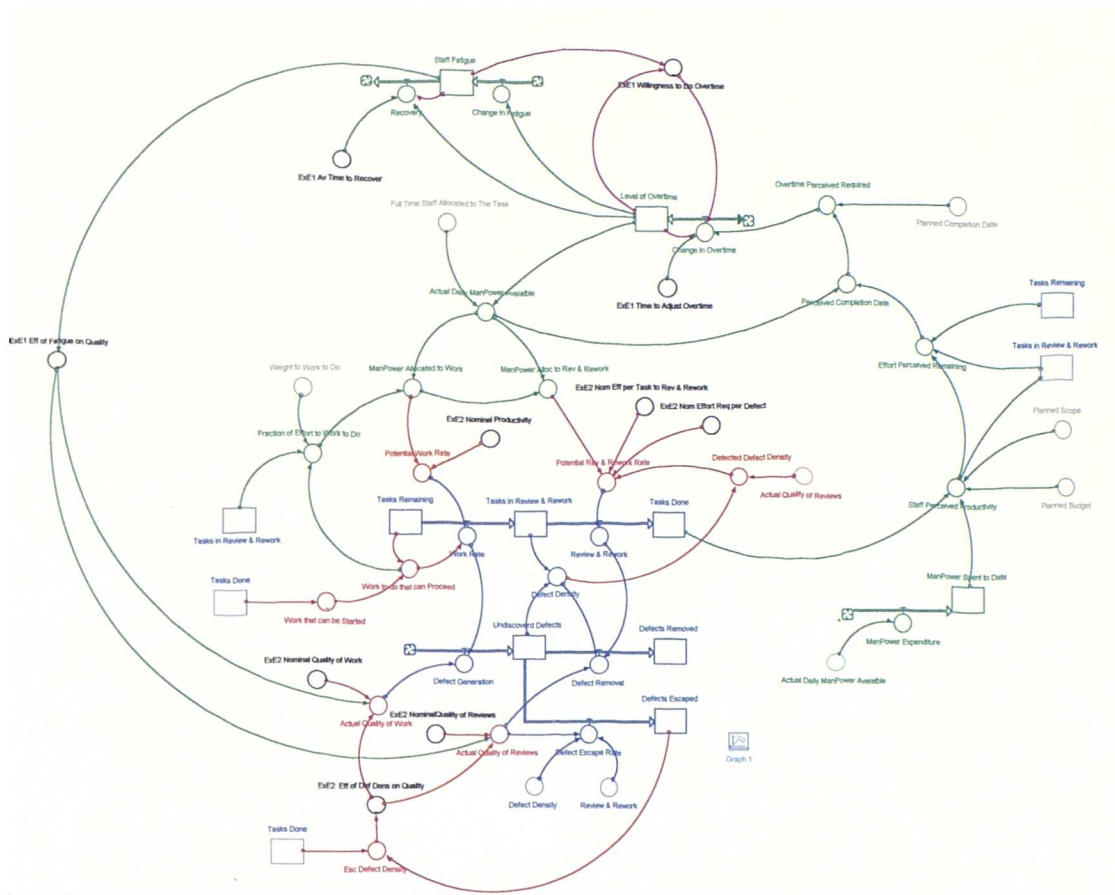 Staff Fatigue
ExE1 Willingness to Do Overtime
Recovery
Change In Fatigue
ExE1 Av Time to Recover
Full Time Staff Allocated to The Task
Level of Overtime
Overtime Perceived Required
Planned Completion Date
Change In Overtime
ExE1 Time to Adjust Overtime
Actual Daily ManPower Available
Perceived Completion Date
Tasks Remaining
ExE1 Eff of Fatigue on Quality
Tasks in Review & Rework
Effort Perceived Remaining
Weight to Work to Do
ManPower Allocated to Work
ManPower Alloc to Rev & Rework
ExE2 Nom Eff per Task to Rev & Rework
ExE2 Nom Effort Req per Defect
Planned Scope
ExE2 Nominal Productivity
Fraction of Effort to Work to Do
Potential Work Rate
Potential Rev & Rework Rate
Detected Defect Density
Actual Quality of Reviews
Tasks Remaining
Tasks in Review & Rework
Tasks Done
Staff Perceived Productivity
Planned Budget
Tasks in Review & Rework
Work Rate
Review & Rework
Tasks Done
Work to do that can Proceed
Defect Density
ManPower Spent to Date
Work that can be Started
Undiscoverd Defects
Defects Removed
ManPower Expenditure
ExE2 Nominal Quality of Work
Defect Generation
Defect Removal
Actual Daily ManPower Available
Defects Escaped
Actual Quality of Work
ExE2 NominalQuality of Reviews
Actual Quality of Reviews
Defect Escape Rate
Graph 1
ExE2 Eff of Def Dens on Quality
Defect Density
Review & Rework
Tasks Done
Esc Defect Density